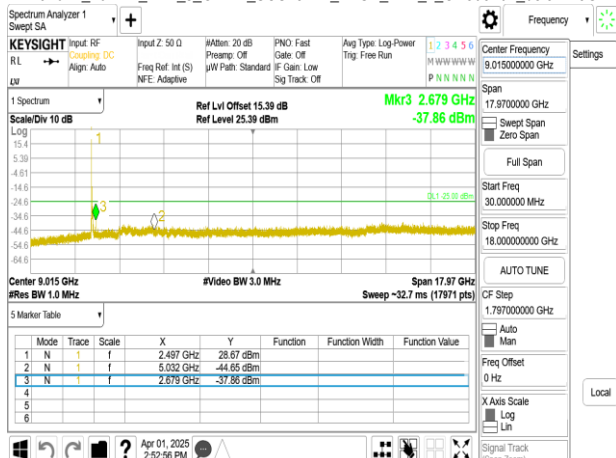 Spectrum Analyzer 1
Swept SA
Frequency
Settings
KEYSIGHT
RL
Input: RF
Coupling: DC
Align: Auto
Input Z: 50 Ω
Freq Ref: Int (S)
NFE: Adaptive
#Atten: 20 dB
Preamp: Off
µW Path: Standard
PNO: Fast
Gate: Off
IF Gain: Low
Sig Track: Off
Avg Type: Log-Power
Trig: Free Run
1 2 3 4 5 6
M W W W W W
P N N N N N
1 Spectrum
Scale/Div 10 dB
Ref Lvl Offset 15.39 dB
Ref Level 25.39 dBm
Mkr3 2.679 GHz
-37.86 dBm
Log
15.4
5.39
-4.61
-14.6
-24.6
-34.6
-44.6
-54.6
-64.6
1
2
3
DL1 -25.00 dBm
Center 9.015 GHz
#Res BW 1.0 MHz
#Video BW 3.0 MHz
Span 17.97 GHz
Sweep ~32.7 ms (17971 pts)
5 Marker Table
Mode Trace Scale X Y Function Function Width Function Value
1 N 1 f 2.497 GHz 28.67 dBm
2 N 1 f 5.032 GHz -44.65 dBm
3 N 1 f 2.679 GHz -37.86 dBm
4
5
6
Apr 01, 2025
2:52:56 PM
Center Frequency
9.015000000 GHz
Span
17.9700000 GHz
Swept Span
Zero Span
Full Span
Start Freq
30.000000 MHz
Stop Freq
18.000000000 GHz
AUTO TUNE
CF Step
1.797000000 GHz
Auto
Man
Freq Offset
0 Hz
X Axis Scale
Log
Lin
Signal Track
Local